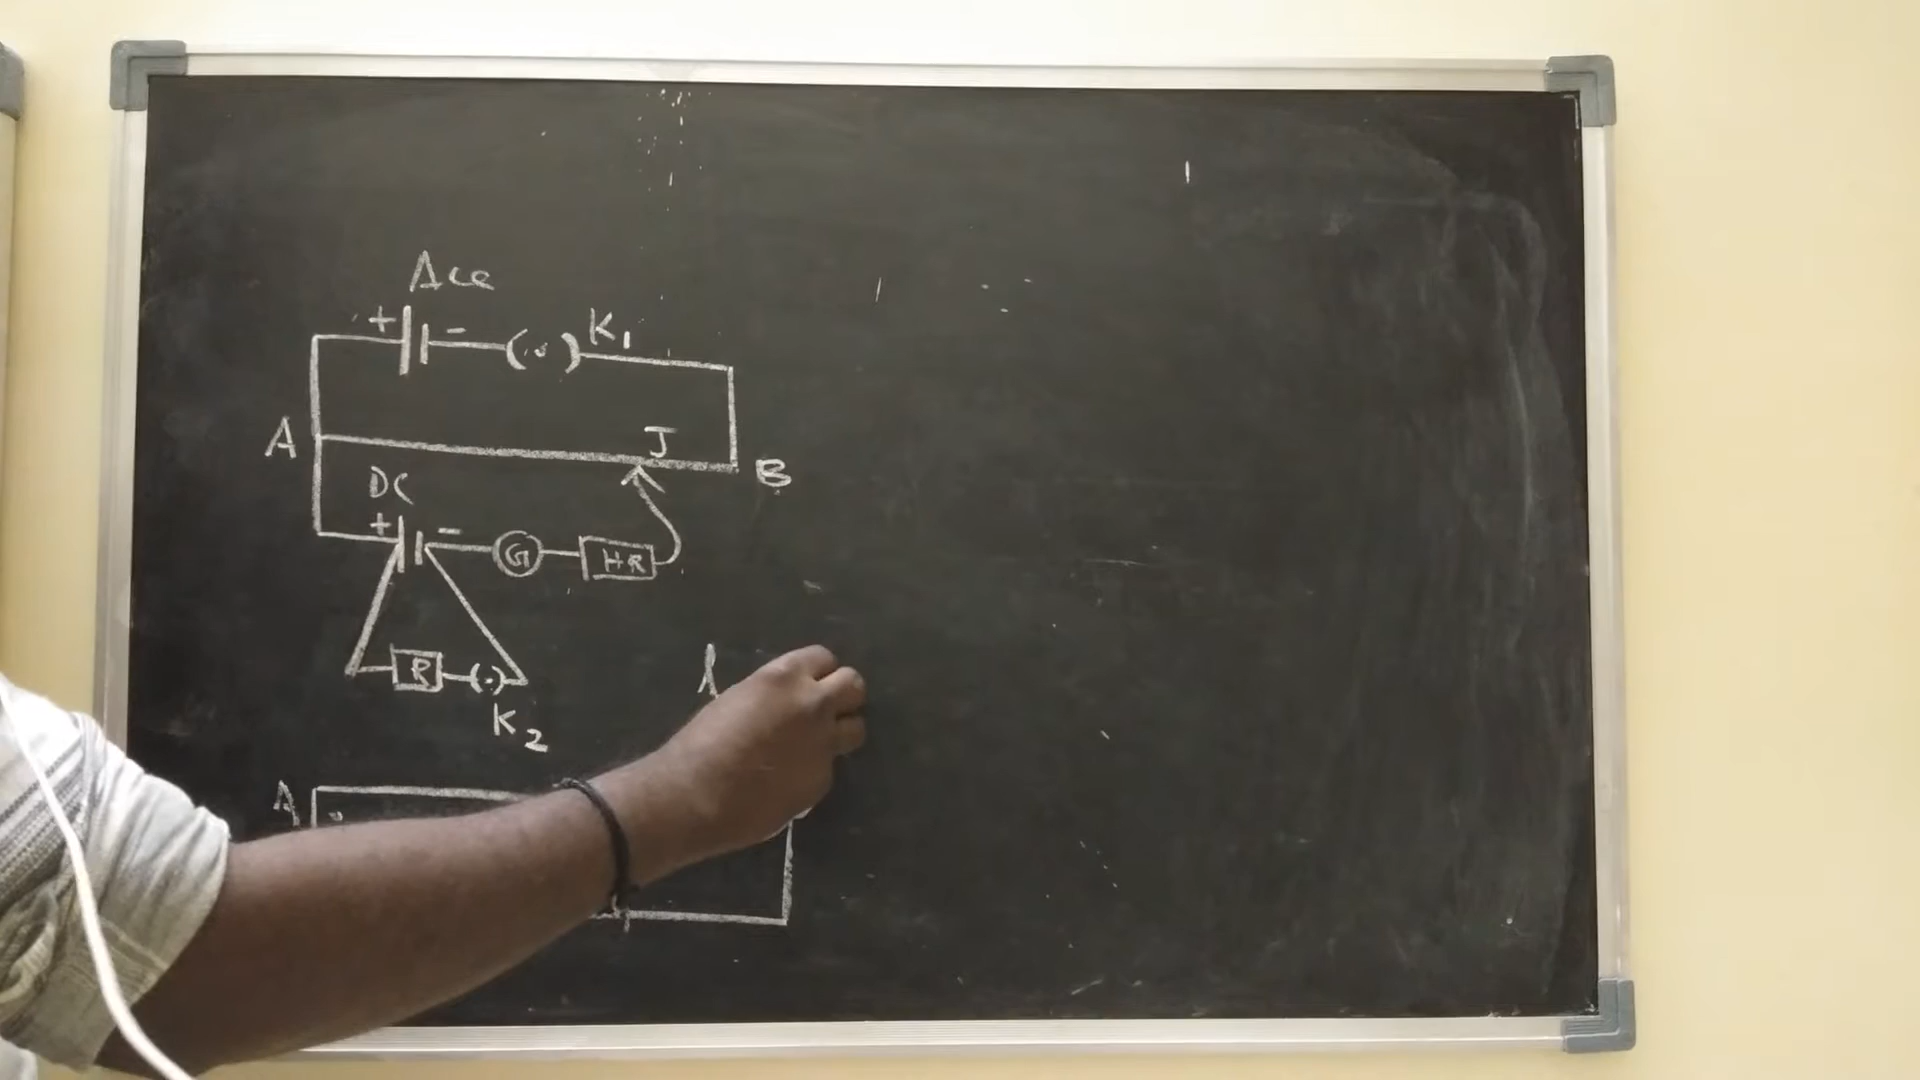 Acc
+ - (·) K1
A J B
DC
+ - G HR
R (·)
K2
l
A